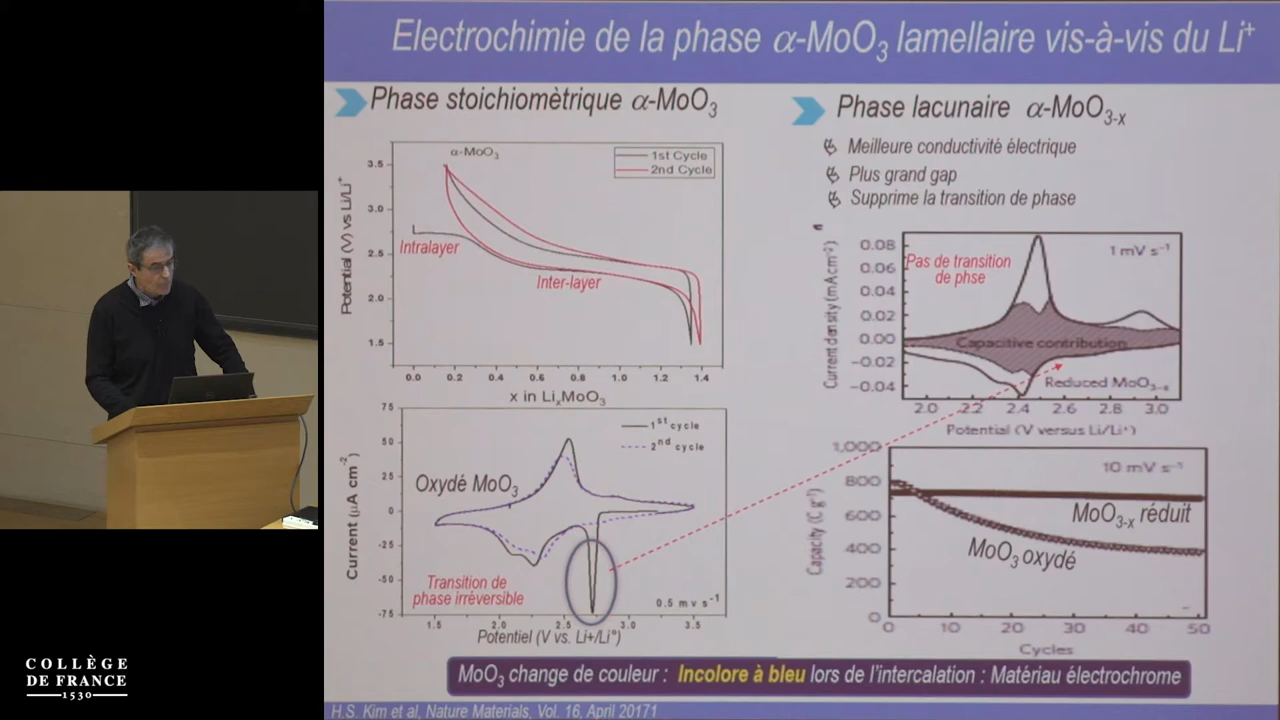 Electrochimie de la phase α-MoO3 lamellaire vis-à-vis du Li+
Phase stoichiomètrique α-MoO3
α-MoO3
1st Cycle
2nd Cycle
3.5
3.0
2.5
2.0
1.5
Potential (V) vs Li/Li+
Intralayer
Inter-layer
0.0 0.2 0.4 0.6 0.8 1.0 1.2 1.4
x in LixMoO3
75
50
25
0
-25
-50
-75
Current (μA cm-2)
1st cycle
2nd cycle
Oxydé MoO3
Transition de
phase irréversible
0.5 mv s-1
1.5 2.0 2.5 3.0 3.5
Potentiel (V vs. Li+/Li°)
Phase lacunaire α-MoO3-x
Meilleure conductivité électrique
Plus grand gap
Supprime la transition de phase
0.08
0.06
0.04
0.02
0.00
-0.02
-0.04
Current density (mA cm-2)
1 mV s-1
Pas de transition
de phse
Capacitive contribution
Reduced MoO3-x
2.0 2.2 2.4 2.6 2.8 3.0
Potential (V versus Li/Li+)
1,000
800
600
400
200
0
Capacity (C g-1)
10 mV s-1
MoO3-x réduit
MoO3 oxydé
0 10 20 30 40 50
Cycles
MoO3 change de couleur : Incolore à bleu lors de l'intercalation : Matériau électrochrome
H.S. Kim et al, Nature Materials, Vol. 16, April 20171
COLLÈGE
DE FRANCE
1530